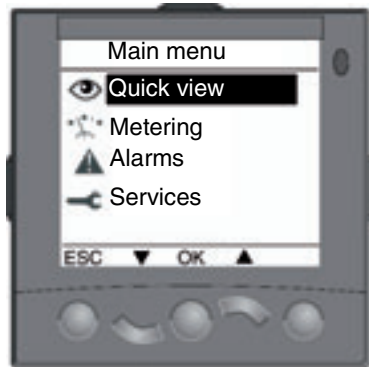 Main menu
Quick view
Metering
Alarms
Services
ESC ▼ OK ▲